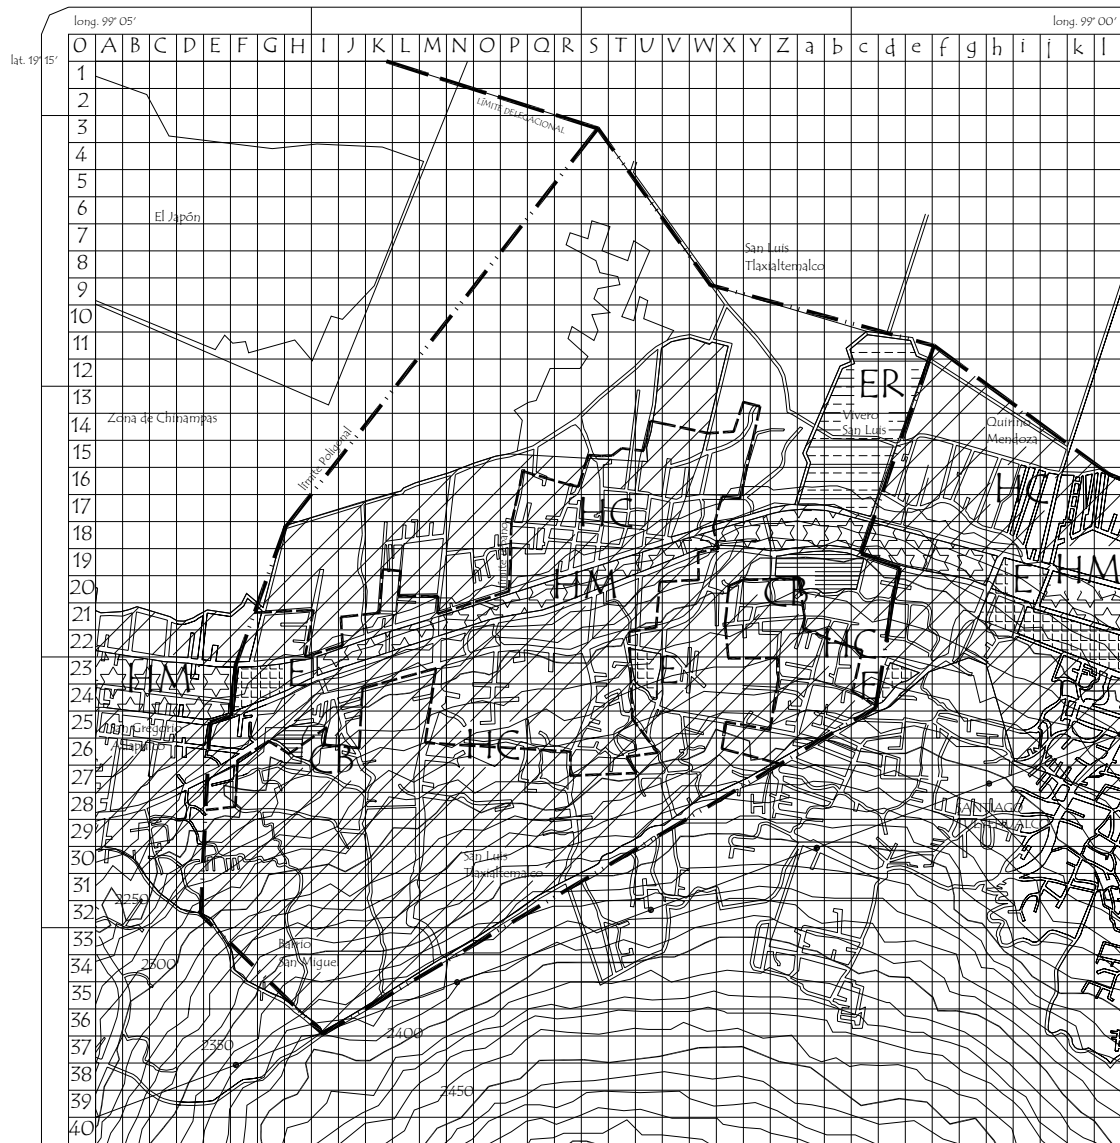 long. 99° 05'
long. 99° 00'
0 A B C D E F G H I J K L M N O P Q R S T U V W X Y Z a b c d e f g h i j k l
lat. 19° 15'
1
2
LÍMITE DELEGACIONAL
3
4
5
6
El Japón
7
San Luis
8
Tlaxialtemalco
9
10
11
12
ER
13
Zona de Chinampas
Vivero
14
San Luis
Quirino
Mendoza
15
límite Poligonal
16
HC
17
HC
18
19
HM
E
HM
20
CB
21
22
HC
23
HM
E
E
24
E
25
San Gregorio
26
Atlapulco
HC
CB
27
28
SANTIAGO
29
30
San Luis
Tlaxialtemalco
31
2250
32
33
Barrio
34
2300
San Miguel
35
36
2400
37
2350
38
39
2450
40